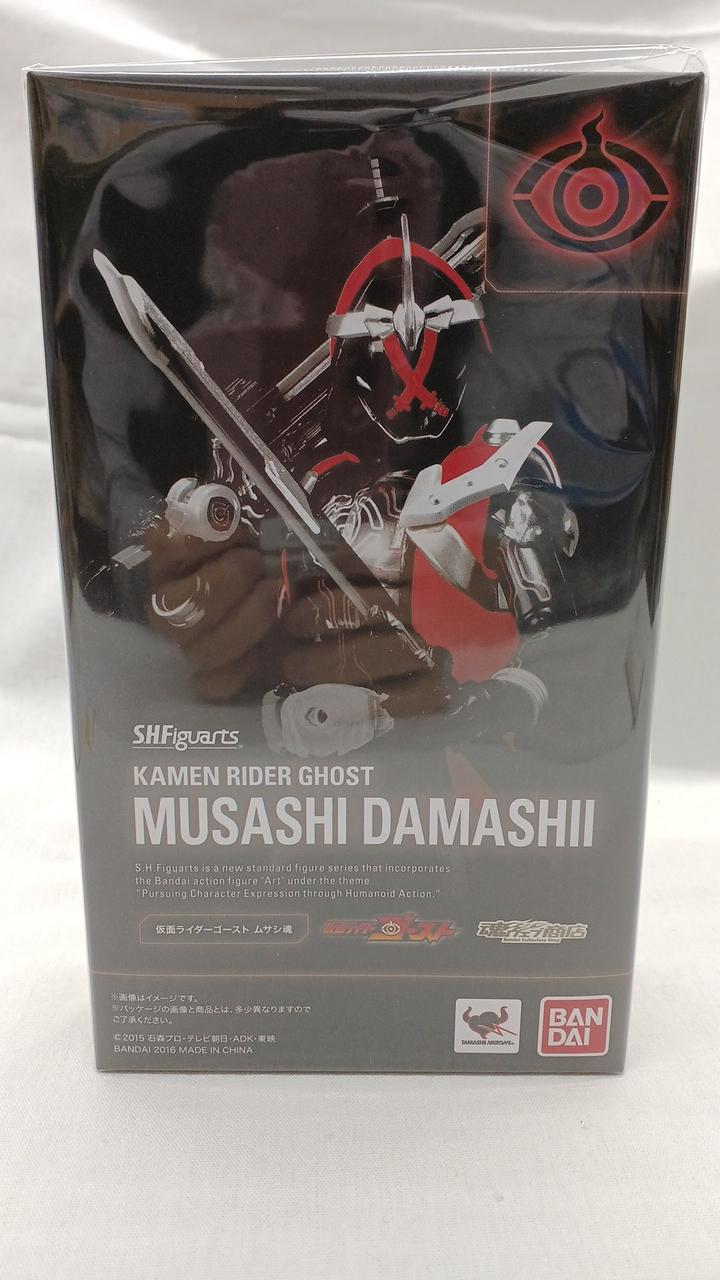 S.H.Figuarts
KAMEN RIDER GHOST
MUSASHI DAMASHII
S.H.Figuarts is a new standard figure series that incorporates
the Bandai action figure "Art" under the theme
"Pursuing Character Expression through Humanoid Action."
仮面ライダーゴースト ムサシ魂
仮面ライダーゴースト
魂ウェブ商店
Bandai Collectors Shop
※画像はイメージです。
※パッケージの画像と商品とは、多少異なりますので
ご了承ください。
©2015 石森プロ・テレビ朝日・ADK・東映
BANDAI 2016 MADE IN CHINA
TAMASHII NATIONS
BAN
DAI